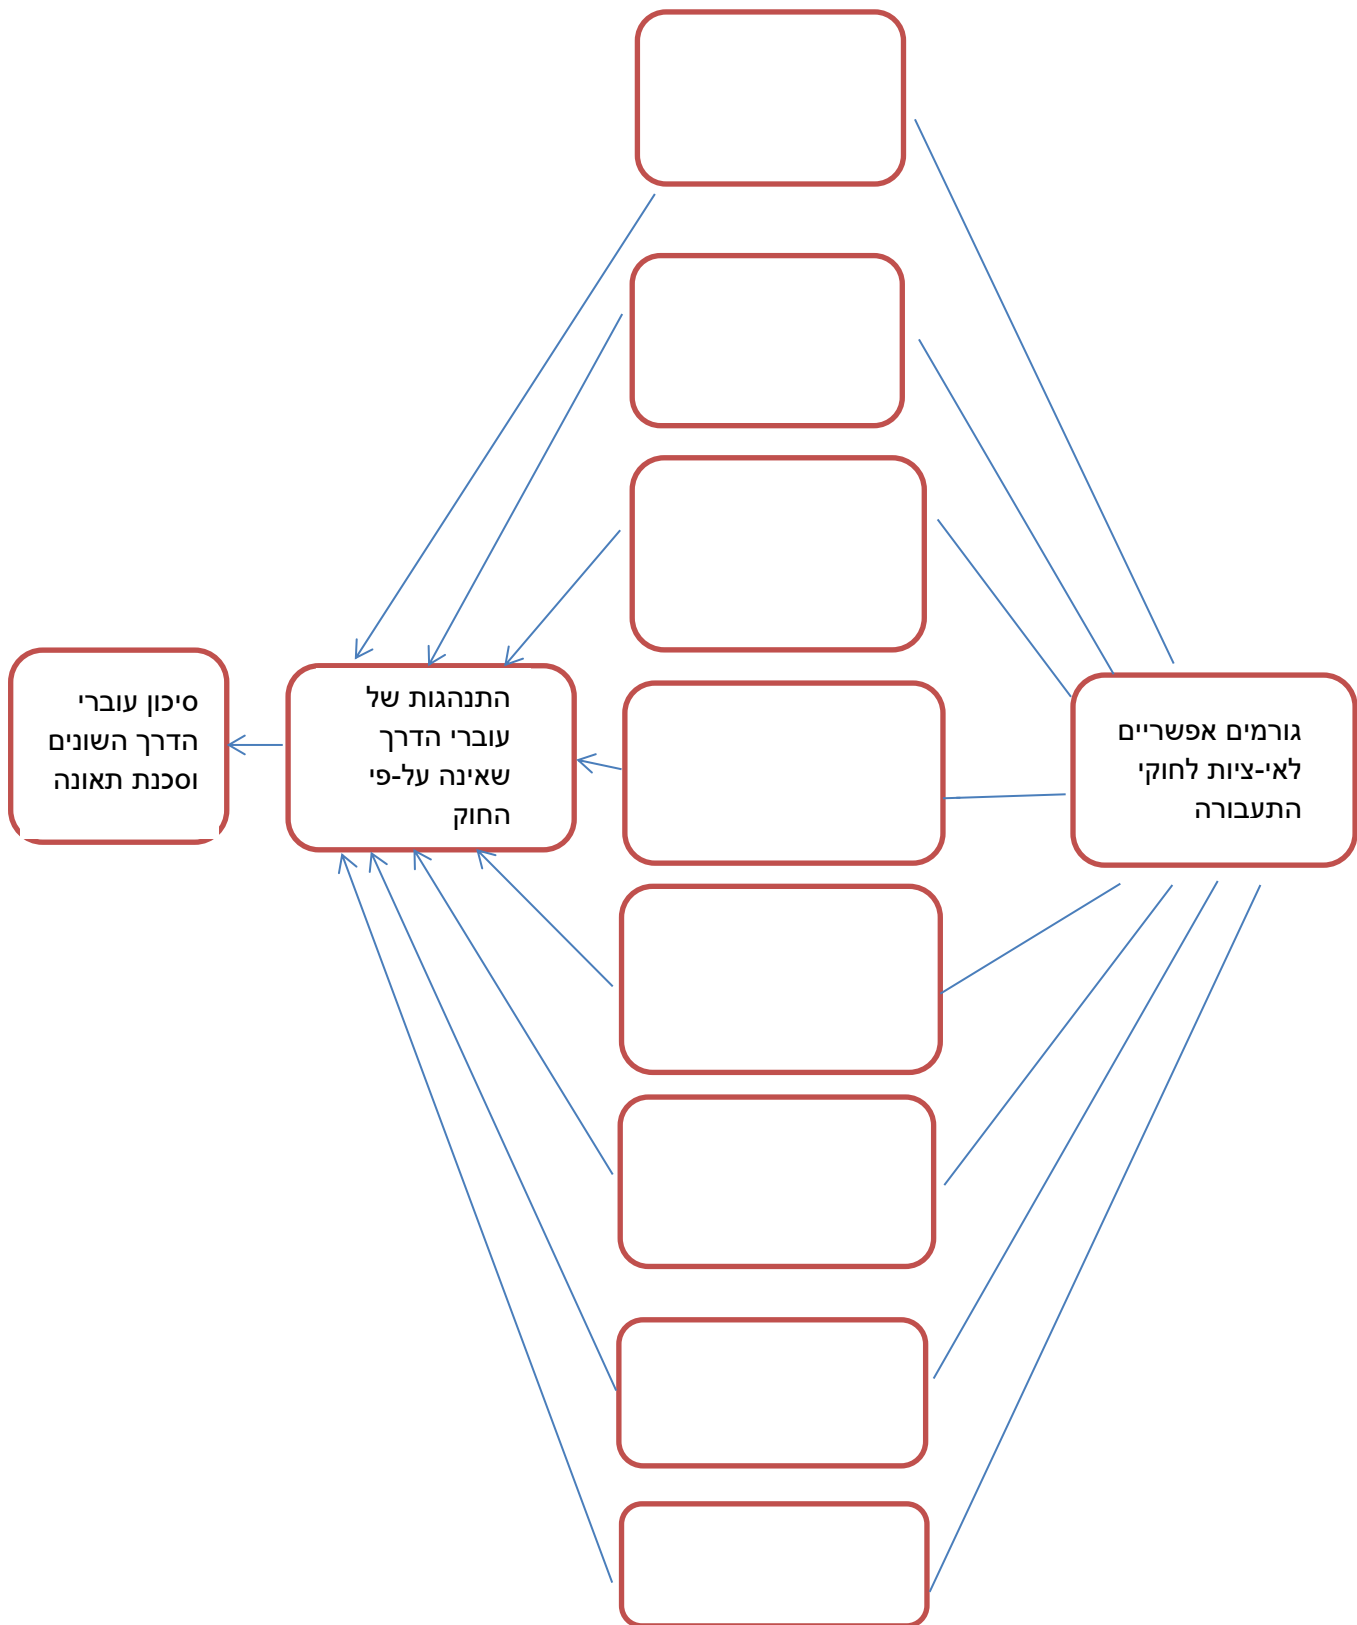 גורמים אפשריים
לאי-ציות לחוקי
התעבורה
התנהגות של
עוברי הדרך
שאינה על-פי
החוק
סיכון עוברי
הדרך השונים
וסכנת תאונה